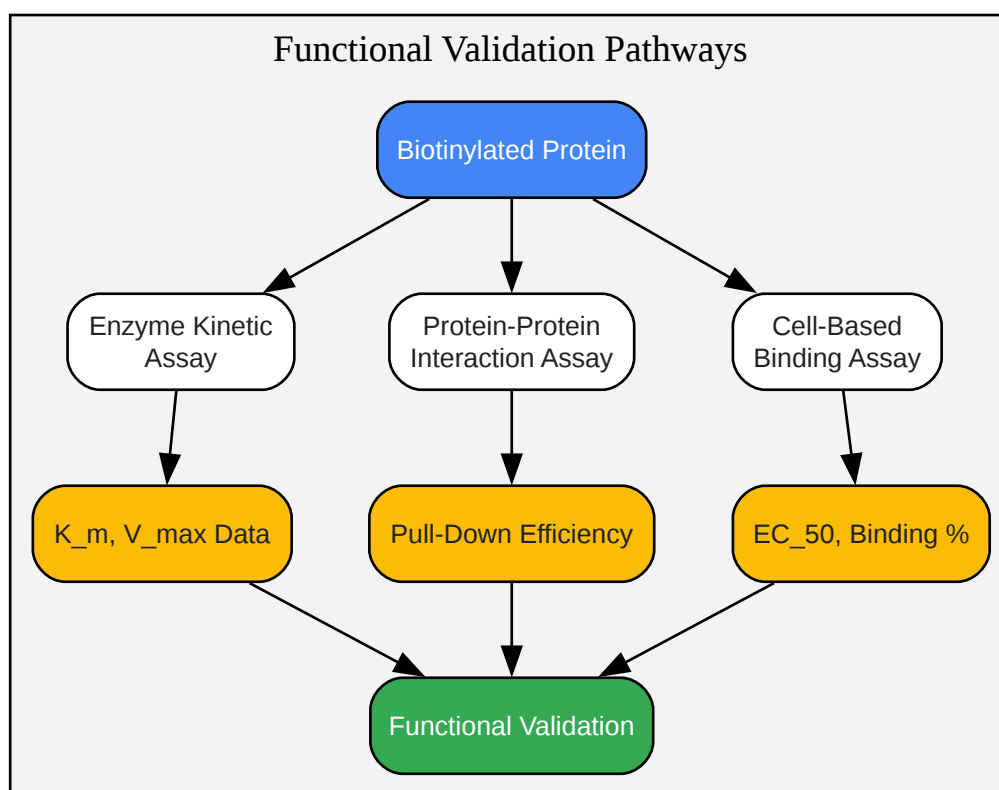 Functional Validation Pathways
Biotinylated Protein
Enzyme Kinetic
Assay
Protein-Protein
Interaction Assay
Cell-Based
Binding Assay
K_m, V_max Data
Pull-Down Efficiency
EC_50, Binding %
Functional Validation